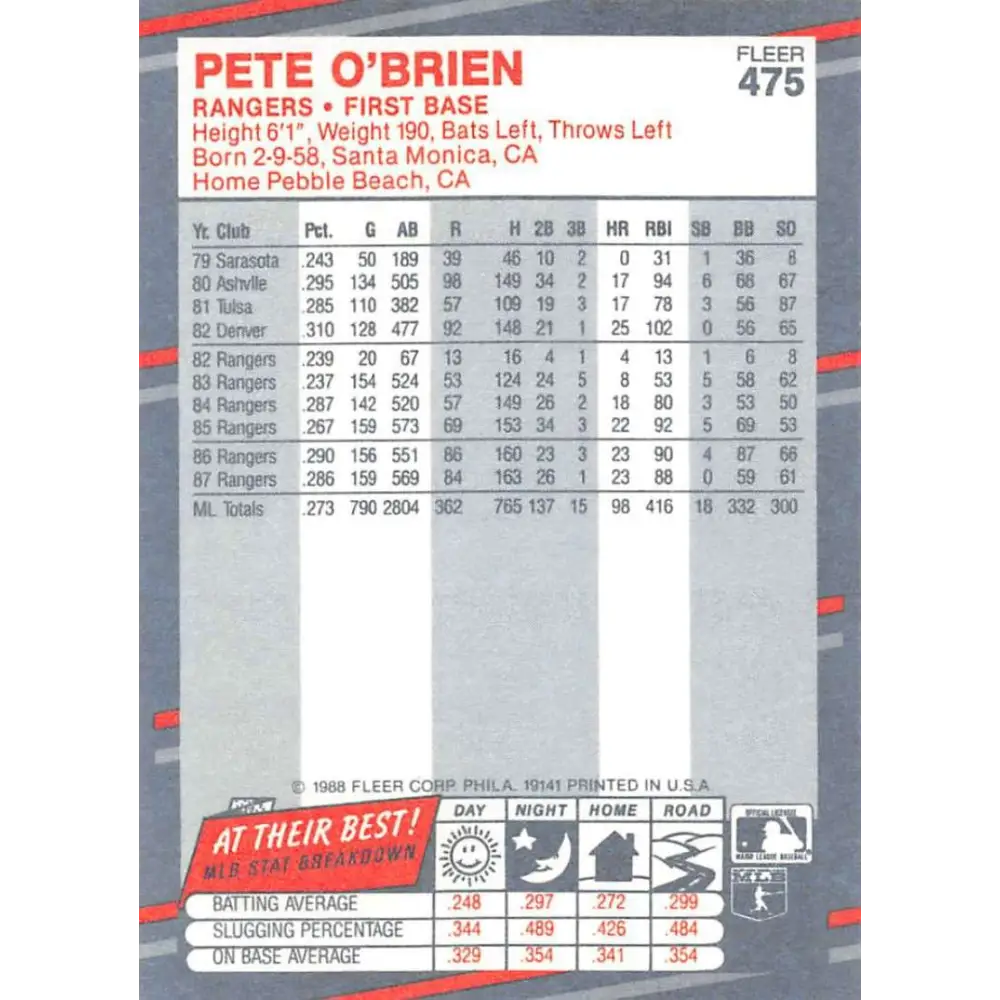 PETE O'BRIEN
FLEER
475
RANGERS • FIRST BASE
Height 6'1", Weight 190, Bats Left, Throws Left
Born 2-9-58, Santa Monica, CA
Home Pebble Beach, CA
Yr. Club Pct. G AB R H 2B 3B HR RBI SB BB SO
79 Sarasota .243 50 189 39 46 10 2 0 31 1 36 8
80 Ashvlle .295 134 505 98 149 34 2 17 94 6 68 67
81 Tulsa .285 110 382 57 109 19 3 17 78 3 56 87
82 Denver .310 128 477 92 148 21 1 25 102 0 56 65
82 Rangers .239 20 67 13 16 4 1 4 13 1 6 8
83 Rangers .237 154 524 53 124 24 5 8 53 5 58 62
84 Rangers .287 142 520 57 149 26 2 18 80 3 53 50
85 Rangers .267 159 573 69 153 34 3 22 92 5 69 53
86 Rangers .290 156 551 86 160 23 3 23 90 4 87 66
87 Rangers .286 159 569 84 163 26 1 23 88 0 59 61
ML Totals .273 790 2804 362 765 137 15 98 416 18 332 300
© 1988 FLEER CORP. PHILA. 19141 PRINTED IN U.S.A
AT THEIR BEST!
MLB STAT BREAKDOWN
DAY NIGHT HOME ROAD
OFFICIAL LICENSEE
MAJOR LEAGUE BASEBALL
MLB
BATTING AVERAGE .248 .297 .272 .299
SLUGGING PERCENTAGE .344 .489 .426 .484
ON BASE AVERAGE .329 .354 .341 .354